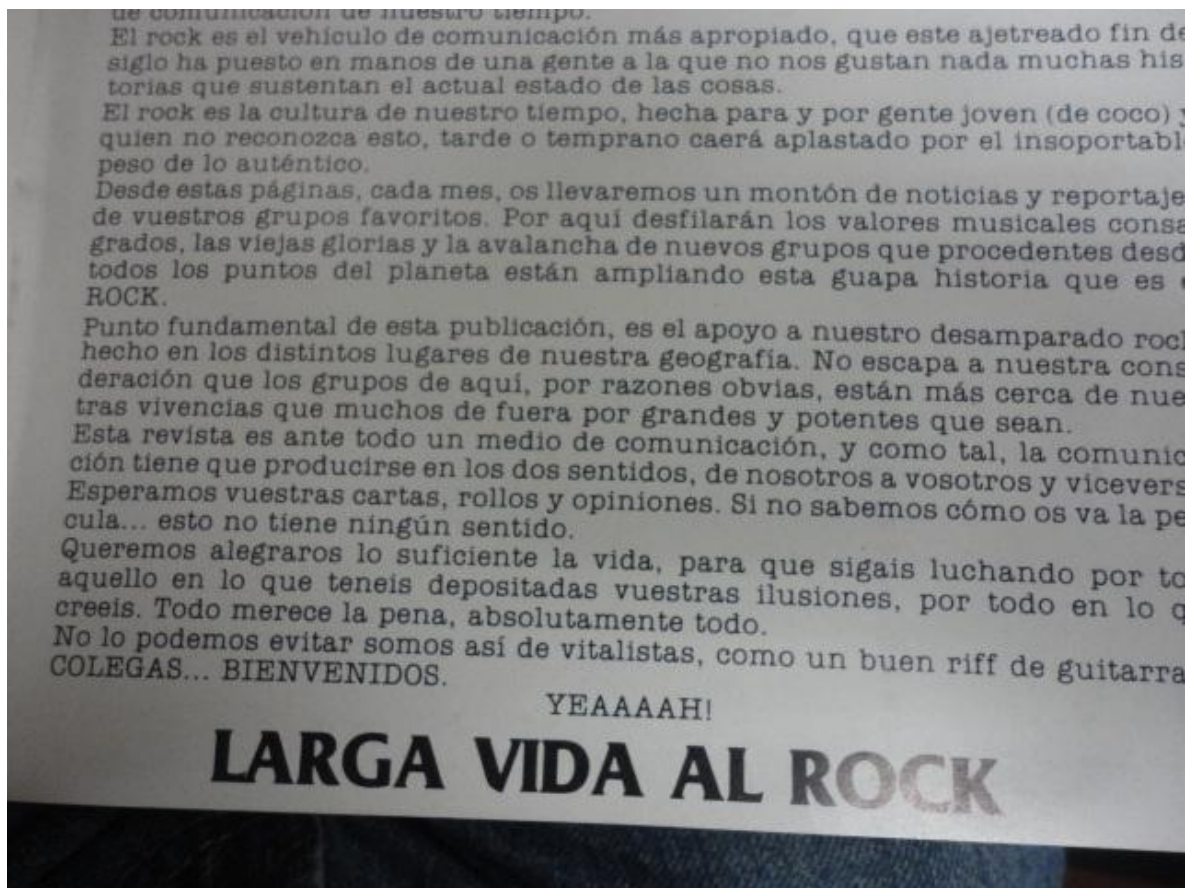 de comunicación de nuestro tiempo.
El rock es el vehículo de comunicación más apropiado, que este ajetreado fin de
siglo ha puesto en manos de una gente a la que no nos gustan nada muchas his
torias que sustentan el actual estado de las cosas.
El rock es la cultura de nuestro tiempo, hecha para y por gente joven (de coco) y
quien no reconozca esto, tarde o temprano caerá aplastado por el insoportable
peso de lo auténtico.
Desde estas páginas, cada mes, os llevaremos un montón de noticias y reportaje
de vuestros grupos favoritos. Por aquí desfilarán los valores musicales consa
grados, las viejas glorias y la avalancha de nuevos grupos que procedentes desd
todos los puntos del planeta están ampliando esta guapa historia que es e
ROCK.
Punto fundamental de esta publicación, es el apoyo a nuestro desamparado rock
hecho en los distintos lugares de nuestra geografía. No escapa a nuestra cons
deración que los grupos de aquí, por razones obvias, están más cerca de nue
tras vivencias que muchos de fuera por grandes y potentes que sean.
Esta revista es ante todo un medio de comunicación, y como tal, la comunic
ción tiene que producirse en los dos sentidos, de nosotros a vosotros y vicevers
Esperamos vuestras cartas, rollos y opiniones. Si no sabemos cómo os va la pe
cula... esto no tiene ningún sentido.
Queremos alegraros lo suficiente la vida, para que sigais luchando por to
aquello en lo que teneis depositadas vuestras ilusiones, por todo en lo q
creeis. Todo merece la pena, absolutamente todo.
No lo podemos evitar somos así de vitalistas, como un buen riff de guitarra
COLEGAS... BIENVENIDOS.
YEAAAAH!
LARGA VIDA AL ROCK